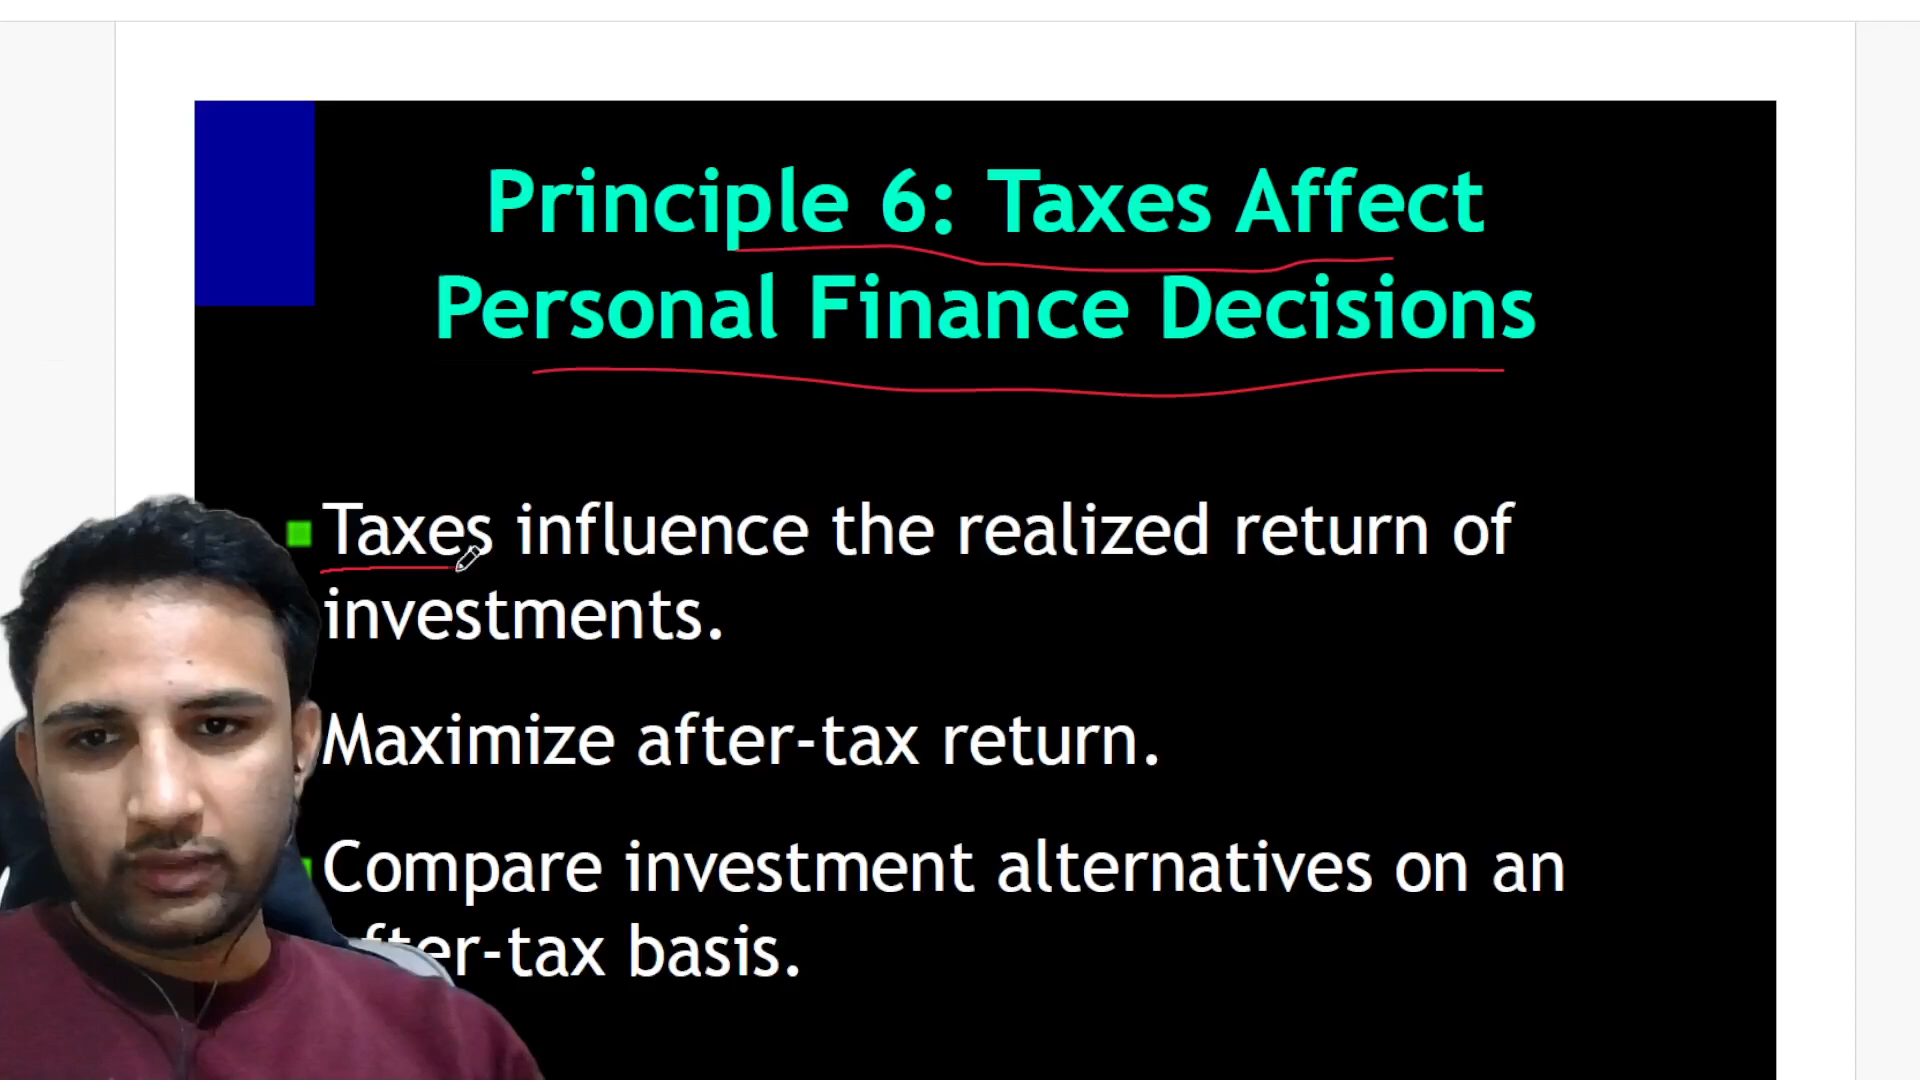 Principle 6: Taxes Affect
Personal Finance Decisions
Taxes influence the realized return of
investments.
Maximize after-tax return.
Compare investment alternatives on an
after-tax basis.